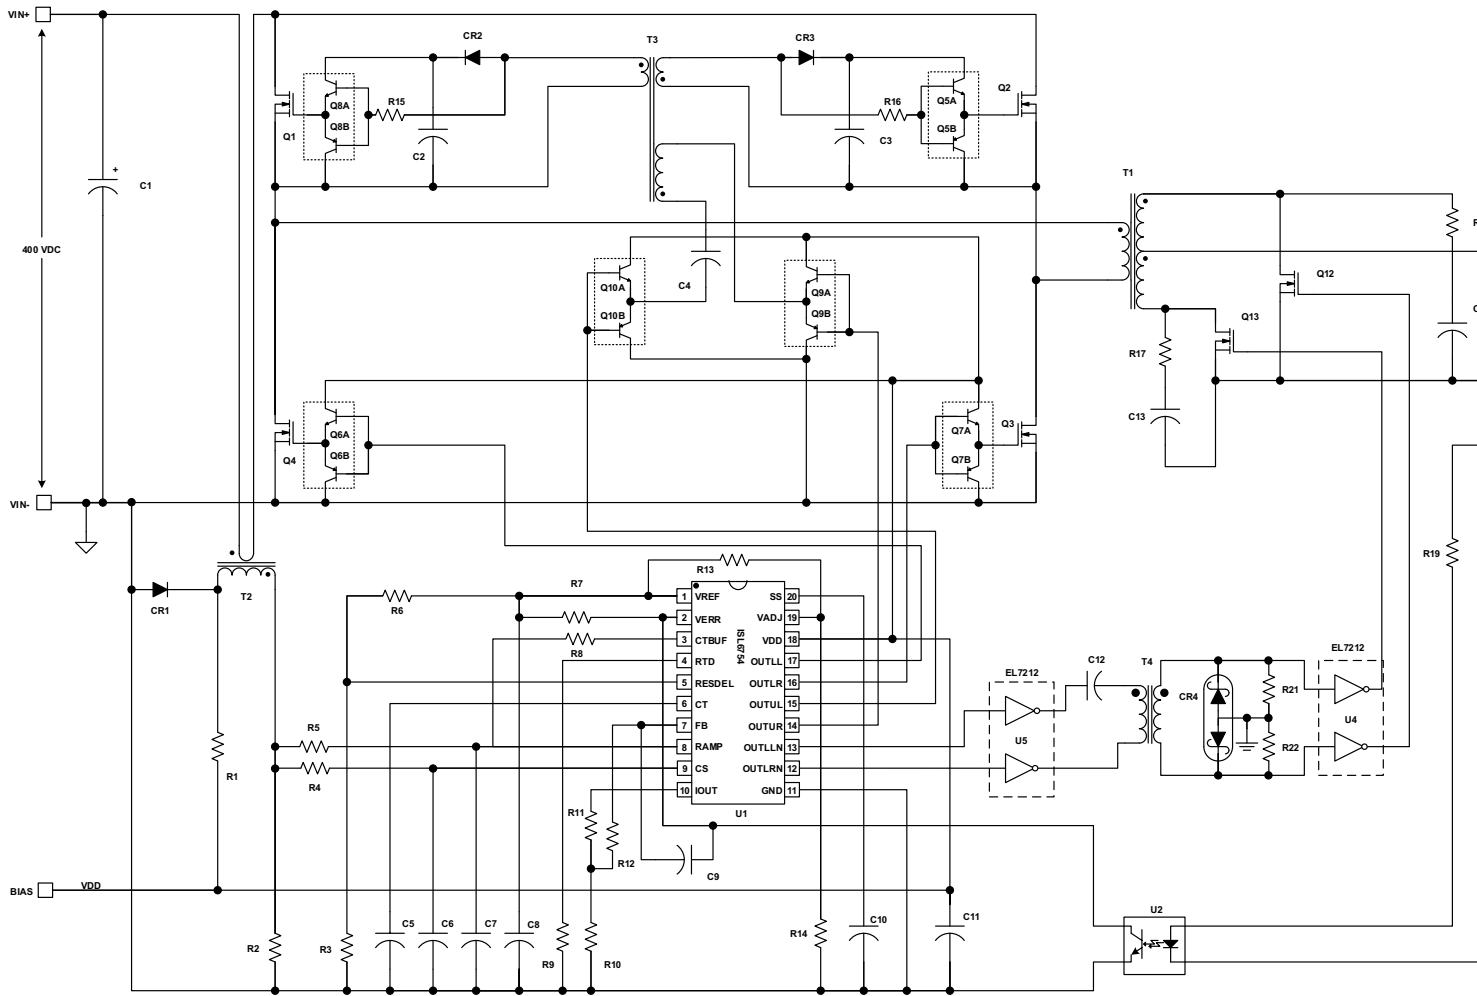 VIN+
CR2
T3
CR3
Q8A
Q8B
R15
Q1
C2
R16
Q5A
Q5B
Q2
C3
+
C1
T1
400 VDC
Q10A
Q10B
C4
Q9A
Q9B
Q12
Q13
R17
C13
R
C
Q6A
Q6B
Q4
Q7A
Q7B
Q3
VIN-
R19
T2
CR1
R6
R7
R8
R13
1 VREF
2 VERR
3 CTBUF
4 RTD
5 RESDEL
6 CT
7 FB
8 RAMP
9 CS
10 IOUT
ISL6754
SS 20
VADJ 19
VDD 18
OUTLL 17
OUTLR 16
OUTUL 15
OUTUR 14
OUTLLN 13
OUTLRN 12
GND 11
U1
EL7212
U5
C12
T4
CR4
R21
R22
EL7212
U4
R5
R4
R1
R11
R12
C9
BIAS
VDD
R2
R3
C5
C6
C7
C8
R9
R10
R14
C10
C11
U2